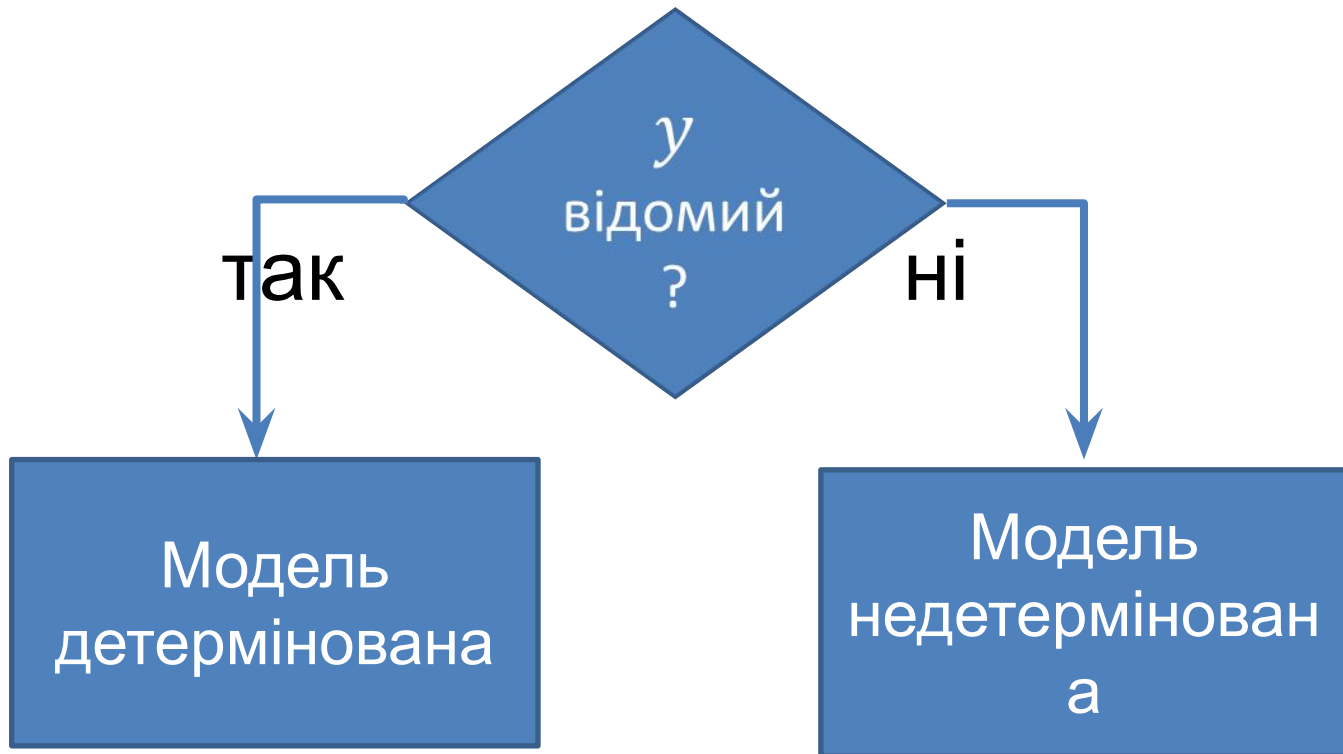 y
відомий
?
так
ні
Модель
детермінована
Модель
недетермінован
а